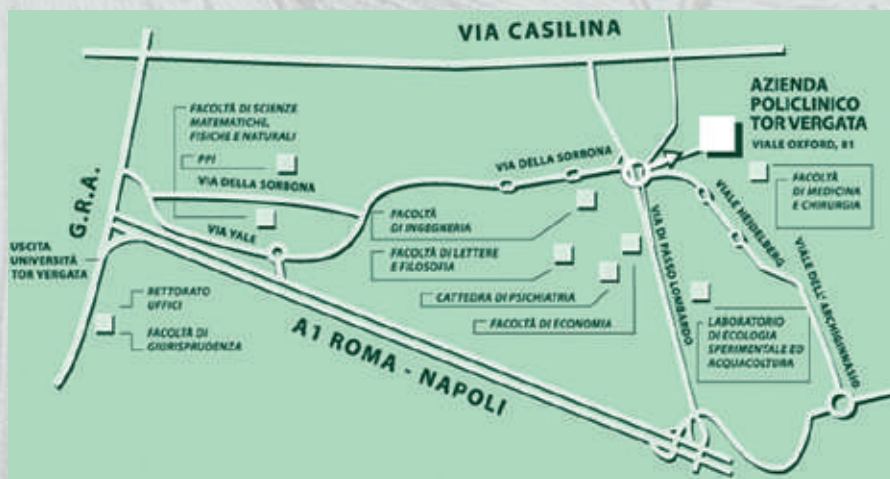 VIA CASILINA
AZIENDA
POLICLINICO
TOR VERGATA
VIALE OXFORD, 81
FACOLTÀ DI SCIENZE
MATEMATICHE,
FISICHE E NATURALI
PPI
VIA DELLA SORBONA
VIA DELLA SORBONA
G.R.A.
FACOLTÀ
DI MEDICINA
E CHIRURGIA
VIALE HEIDELBERG
VIA YALE
FACOLTÀ
DI INGEGNERIA
USCITA
UNIVERSITÀ
TOR VERGATA
FACOLTÀ DI LETTERE
E FILOSOFIA
VIA DI PASSO LOMBARDO
VIALE DELL' ARCHIGINNASIO
RETTORATO
UFFICI
CATTEDRA DI PSICHIATRIA
FACOLTÀ DI ECONOMIA
FACOLTÀ DI
GIURISPRUDENZA
A1 ROMA - NAPOLI
LABORATORIO
DI ECOLOGIA
SPERIMENTALE ED
ACQUACOLTURA